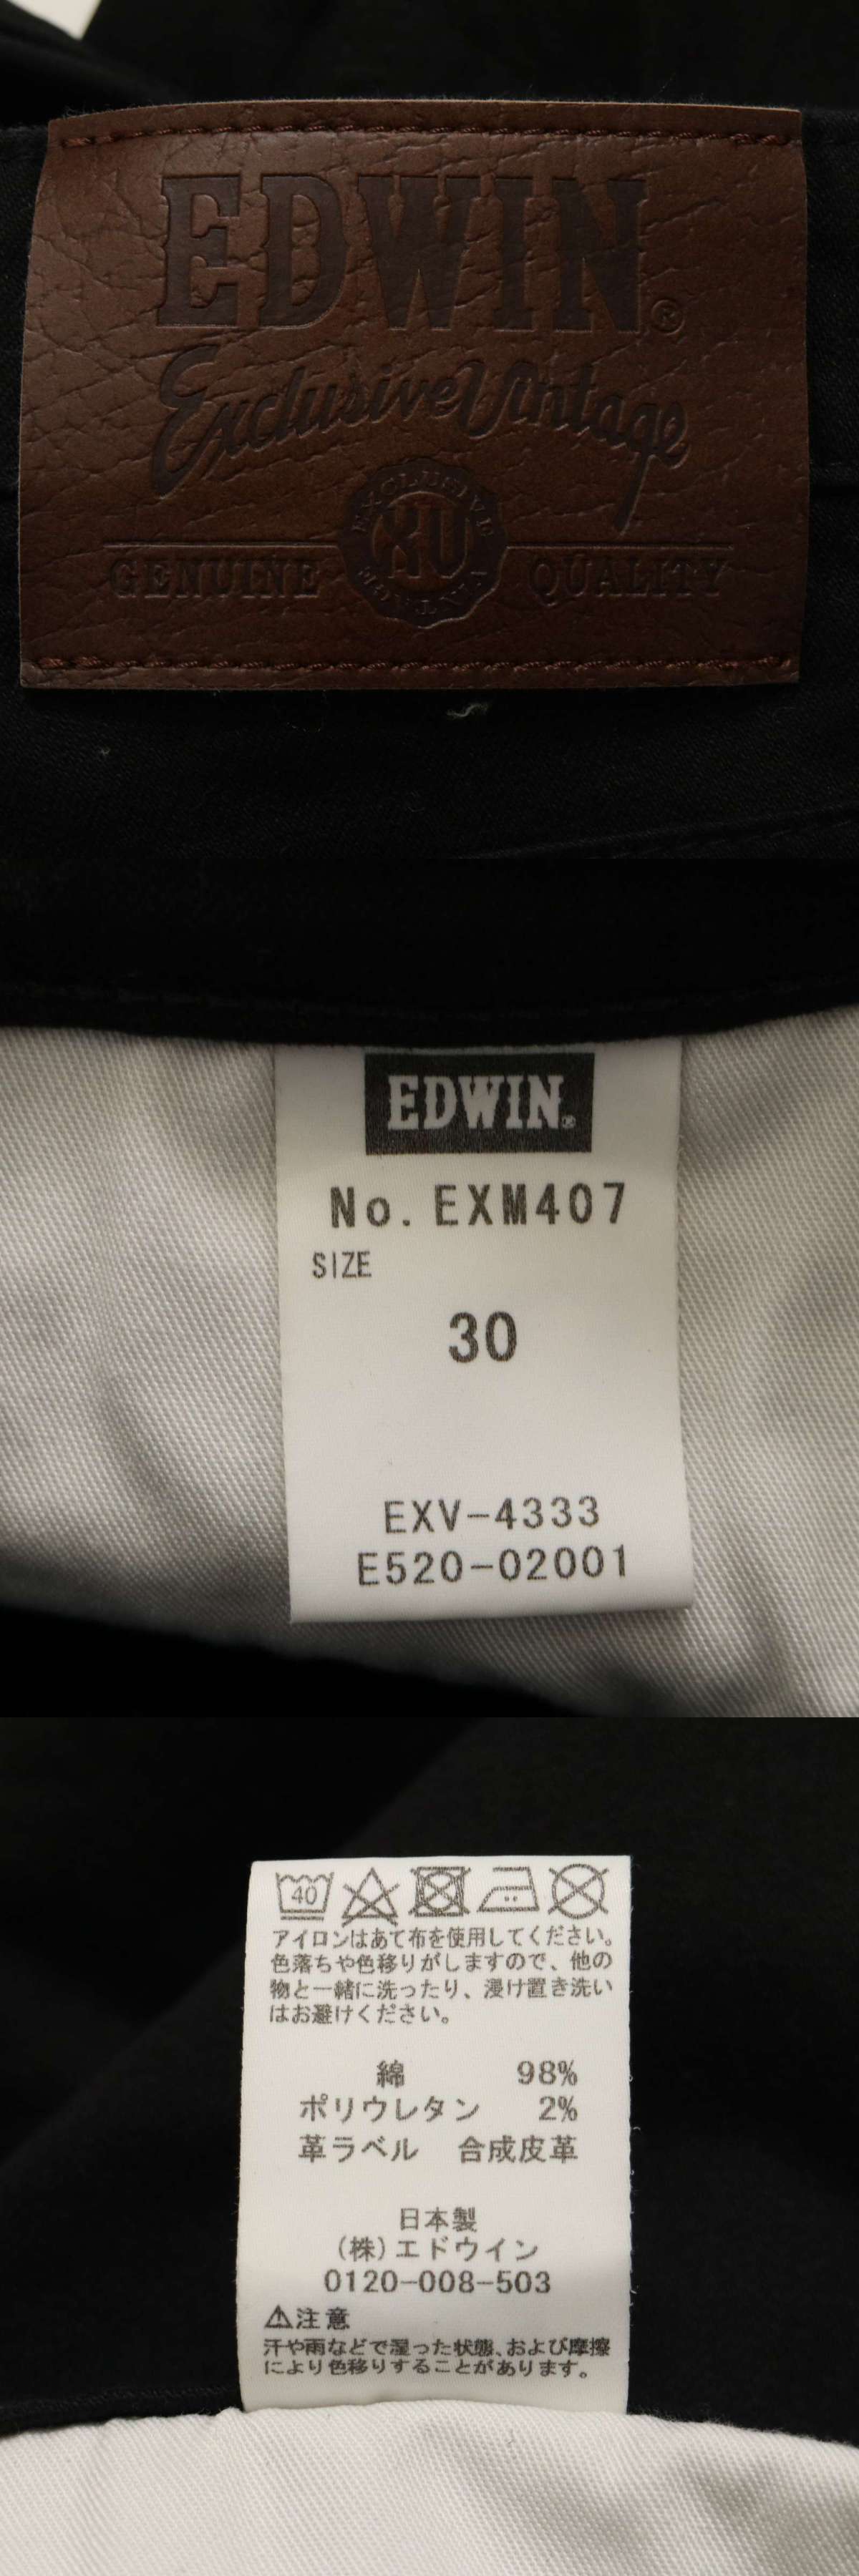 EDWIN®
Exclusive Vintage
EXCLUSIVE
XV
VINTAGE
GENUINE QUALITY
EDWIN®
No. EXM407
SIZE
30
EXV-4333
E520-02001
40
アイロンはあて布を使用してください。
色落ちや色移りがしますので、他の
物と一緒に洗ったり、浸け置き洗い
はお避けください。
綿 98%
ポリウレタン 2%
革ラベル 合成皮革
日本製
(株)エドウイン
0120-008-503
⚠注意
汗や雨などで湿った状態、および摩擦
により色移りすることがあります。